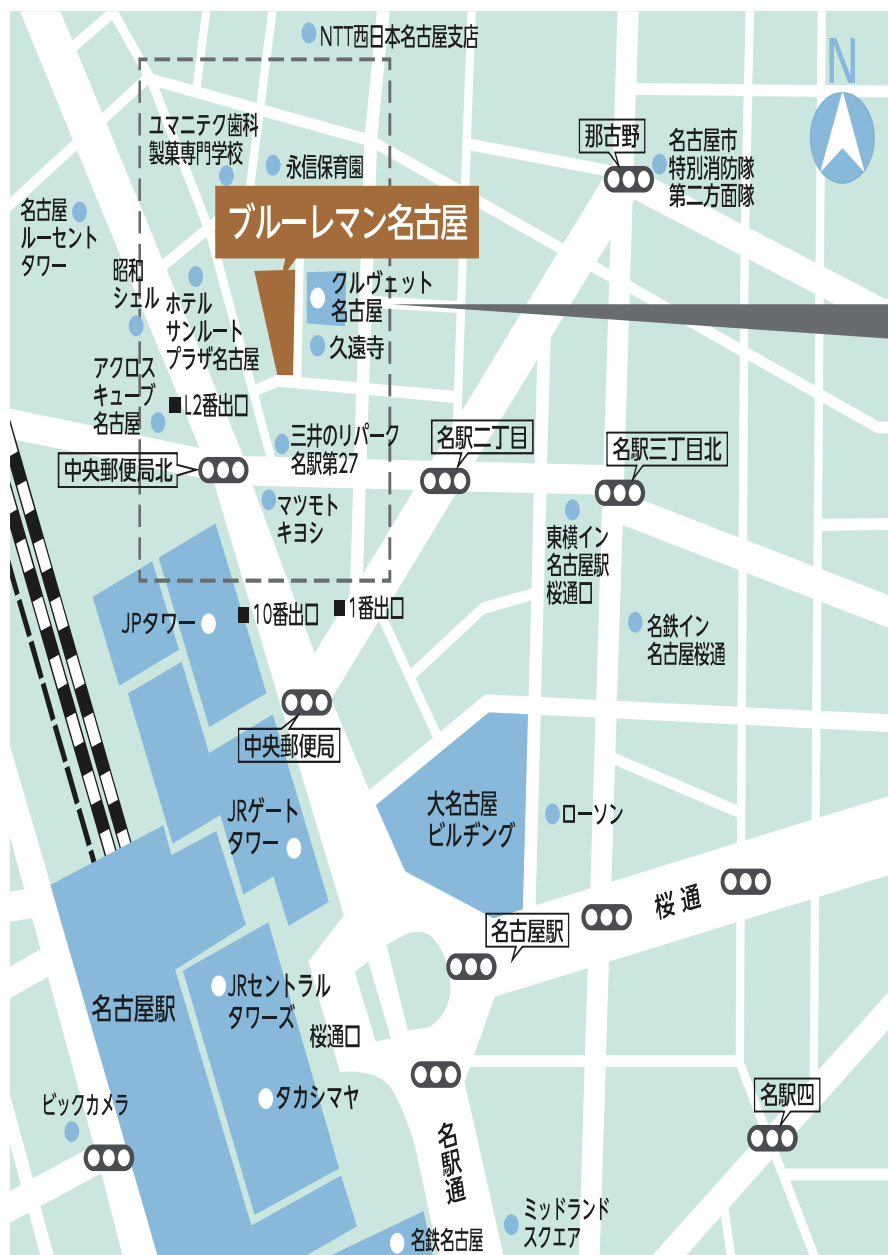 NTT西日本名古屋支店
N
ユマニテク歯科
製菓専門学校
永信保育園
那古野
名古屋市
特別消防隊
第二方面隊
名古屋
ルーセント
タワー
ブルーレマン名古屋
昭和
シェル
ホテル
サンルート
プラザ名古屋
クルヴェット
名古屋
久遠寺
アクロス
キューブ
名古屋
L2番出口
三井のリパーク
名駅第27
名駅二丁目
名駅三丁目北
中央郵便局北
マツモト
キヨシ
東横イン
名古屋駅
桜通口
JPタワー
10番出口
1番出口
名鉄イン
名古屋桜通
中央郵便局
JRゲート
タワー
大名古屋
ビルヂング
ローソン
桜通
名古屋駅
名古屋駅
JRセントラル
タワーズ
桜通口
タカシマヤ
ビックカメラ
名駅四
名駅通
ミッドランド
スクエア
名鉄名古屋